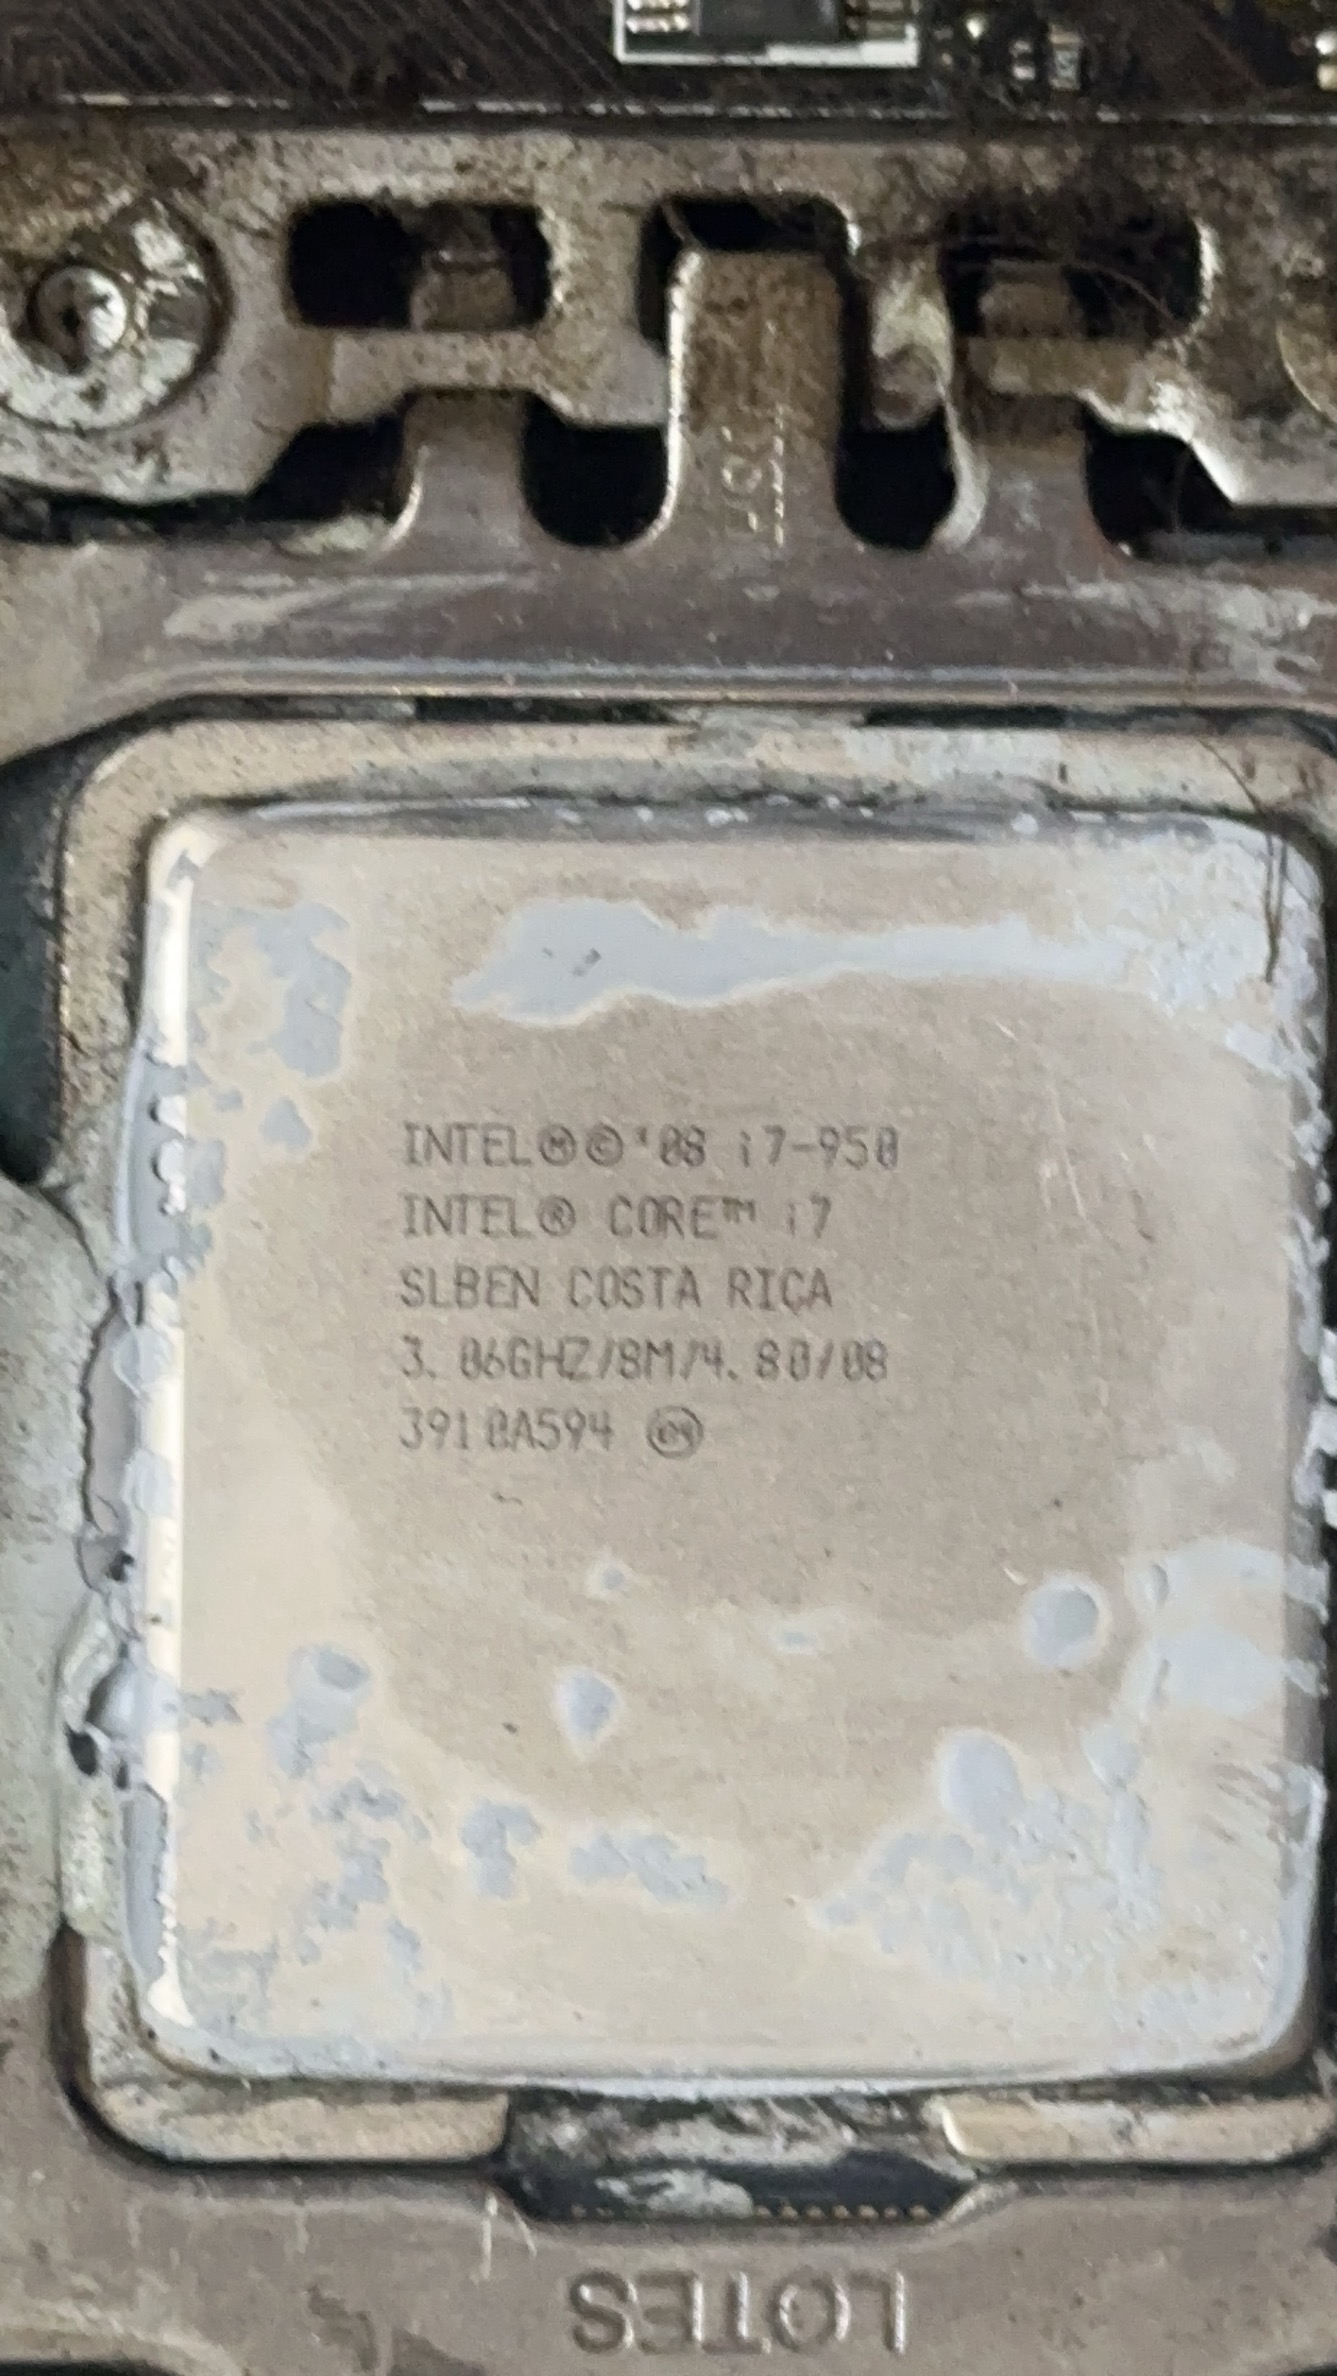 INTEL®©'08 i7-950
INTEL® CORE™ i7
SLBEN COSTA RICA
3.06GHZ/8M/4.80/08
3910A594
LOTES